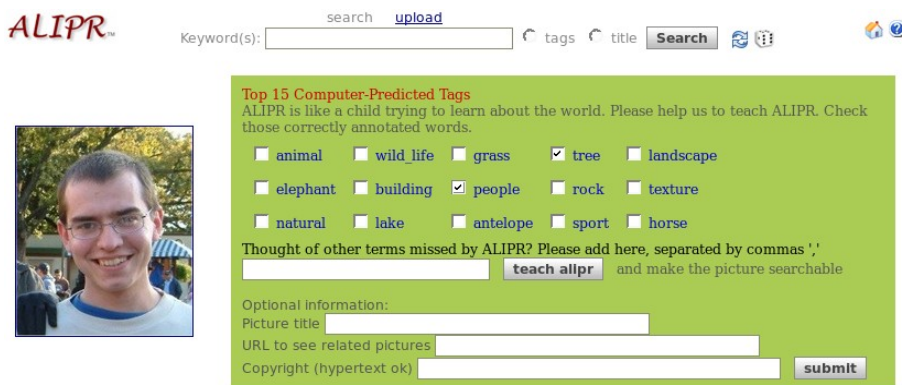 ALIPR™
search upload
Keyword(s): tags title Search
Top 15 Computer-Predicted Tags
ALIPR is like a child trying to learn about the world. Please help us to teach ALIPR. Check
those correctly annotated words.
animal wild_life grass tree landscape
elephant building people rock texture
natural lake antelope sport horse
Thought of other terms missed by ALIPR? Please add here, separated by commas ','
teach alipr and make the picture searchable
Optional information:
Picture title
URL to see related pictures
Copyright (hypertext ok) submit